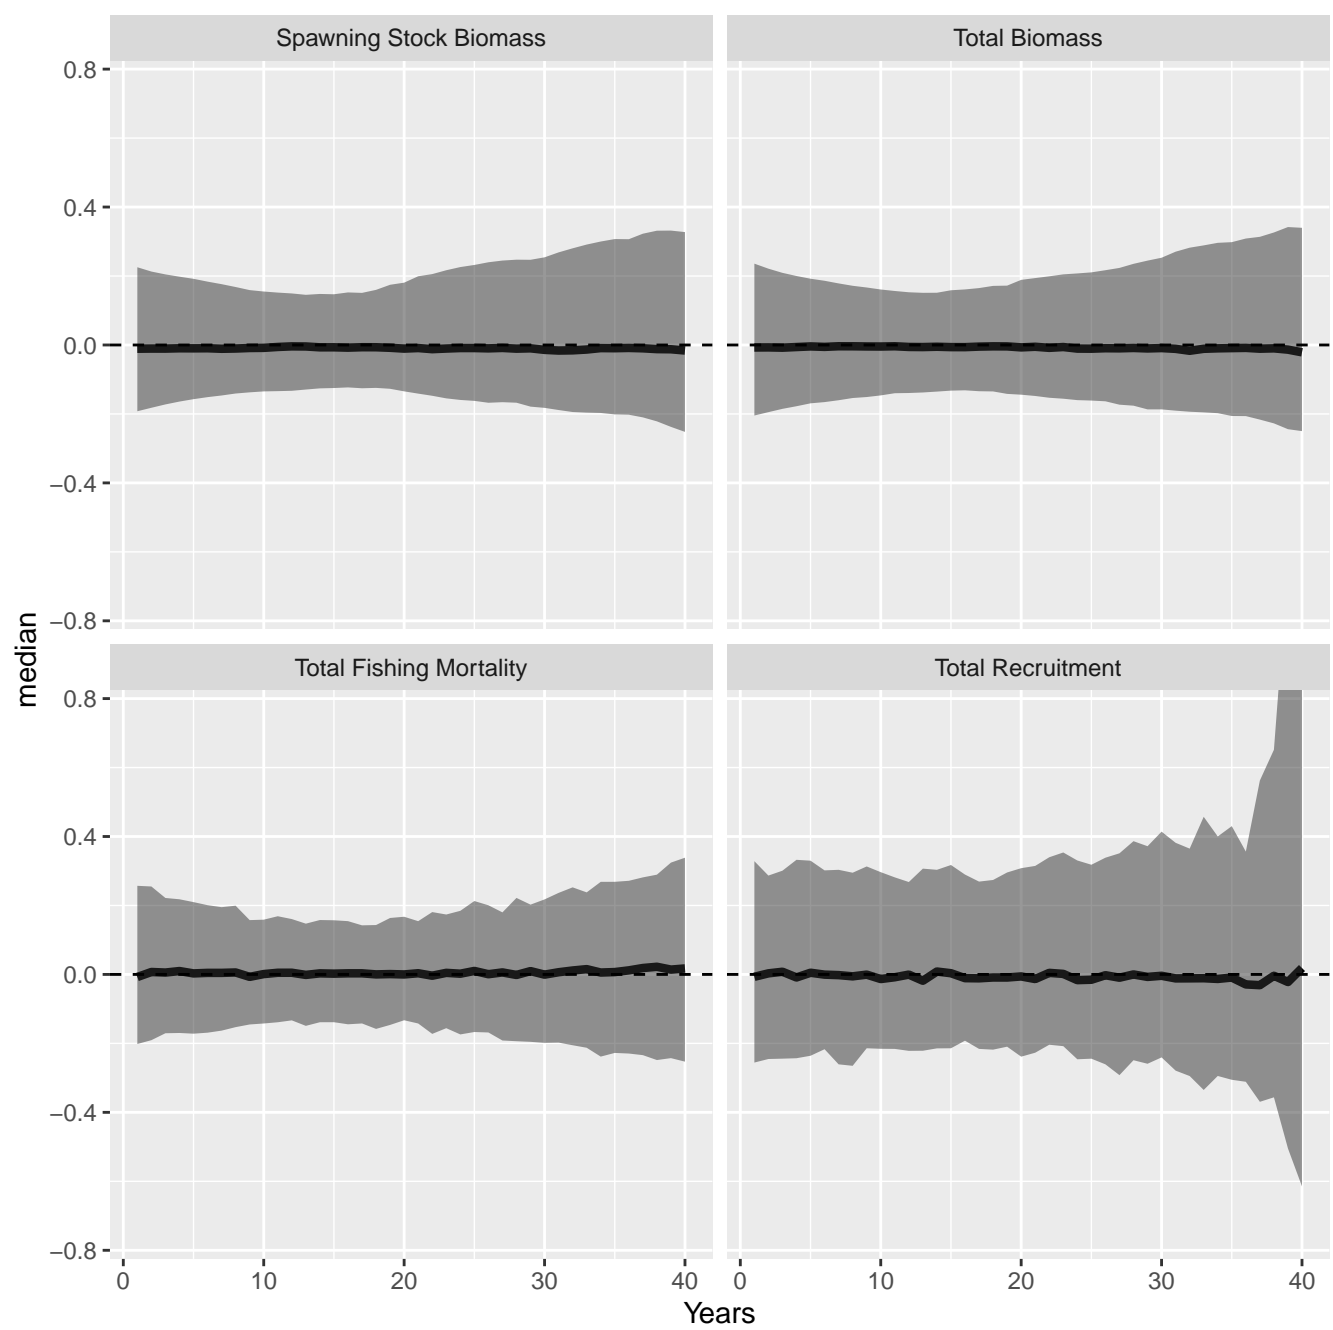 Spawning Stock Biomass
Total Biomass
0.8
0.4
0.0
−0.4
−0.8
median
Total Fishing Mortality
Total Recruitment
0.8
0.4
0.0
−0.4
−0.8
0 10 20 30 40
0 10 20 30 40
Years